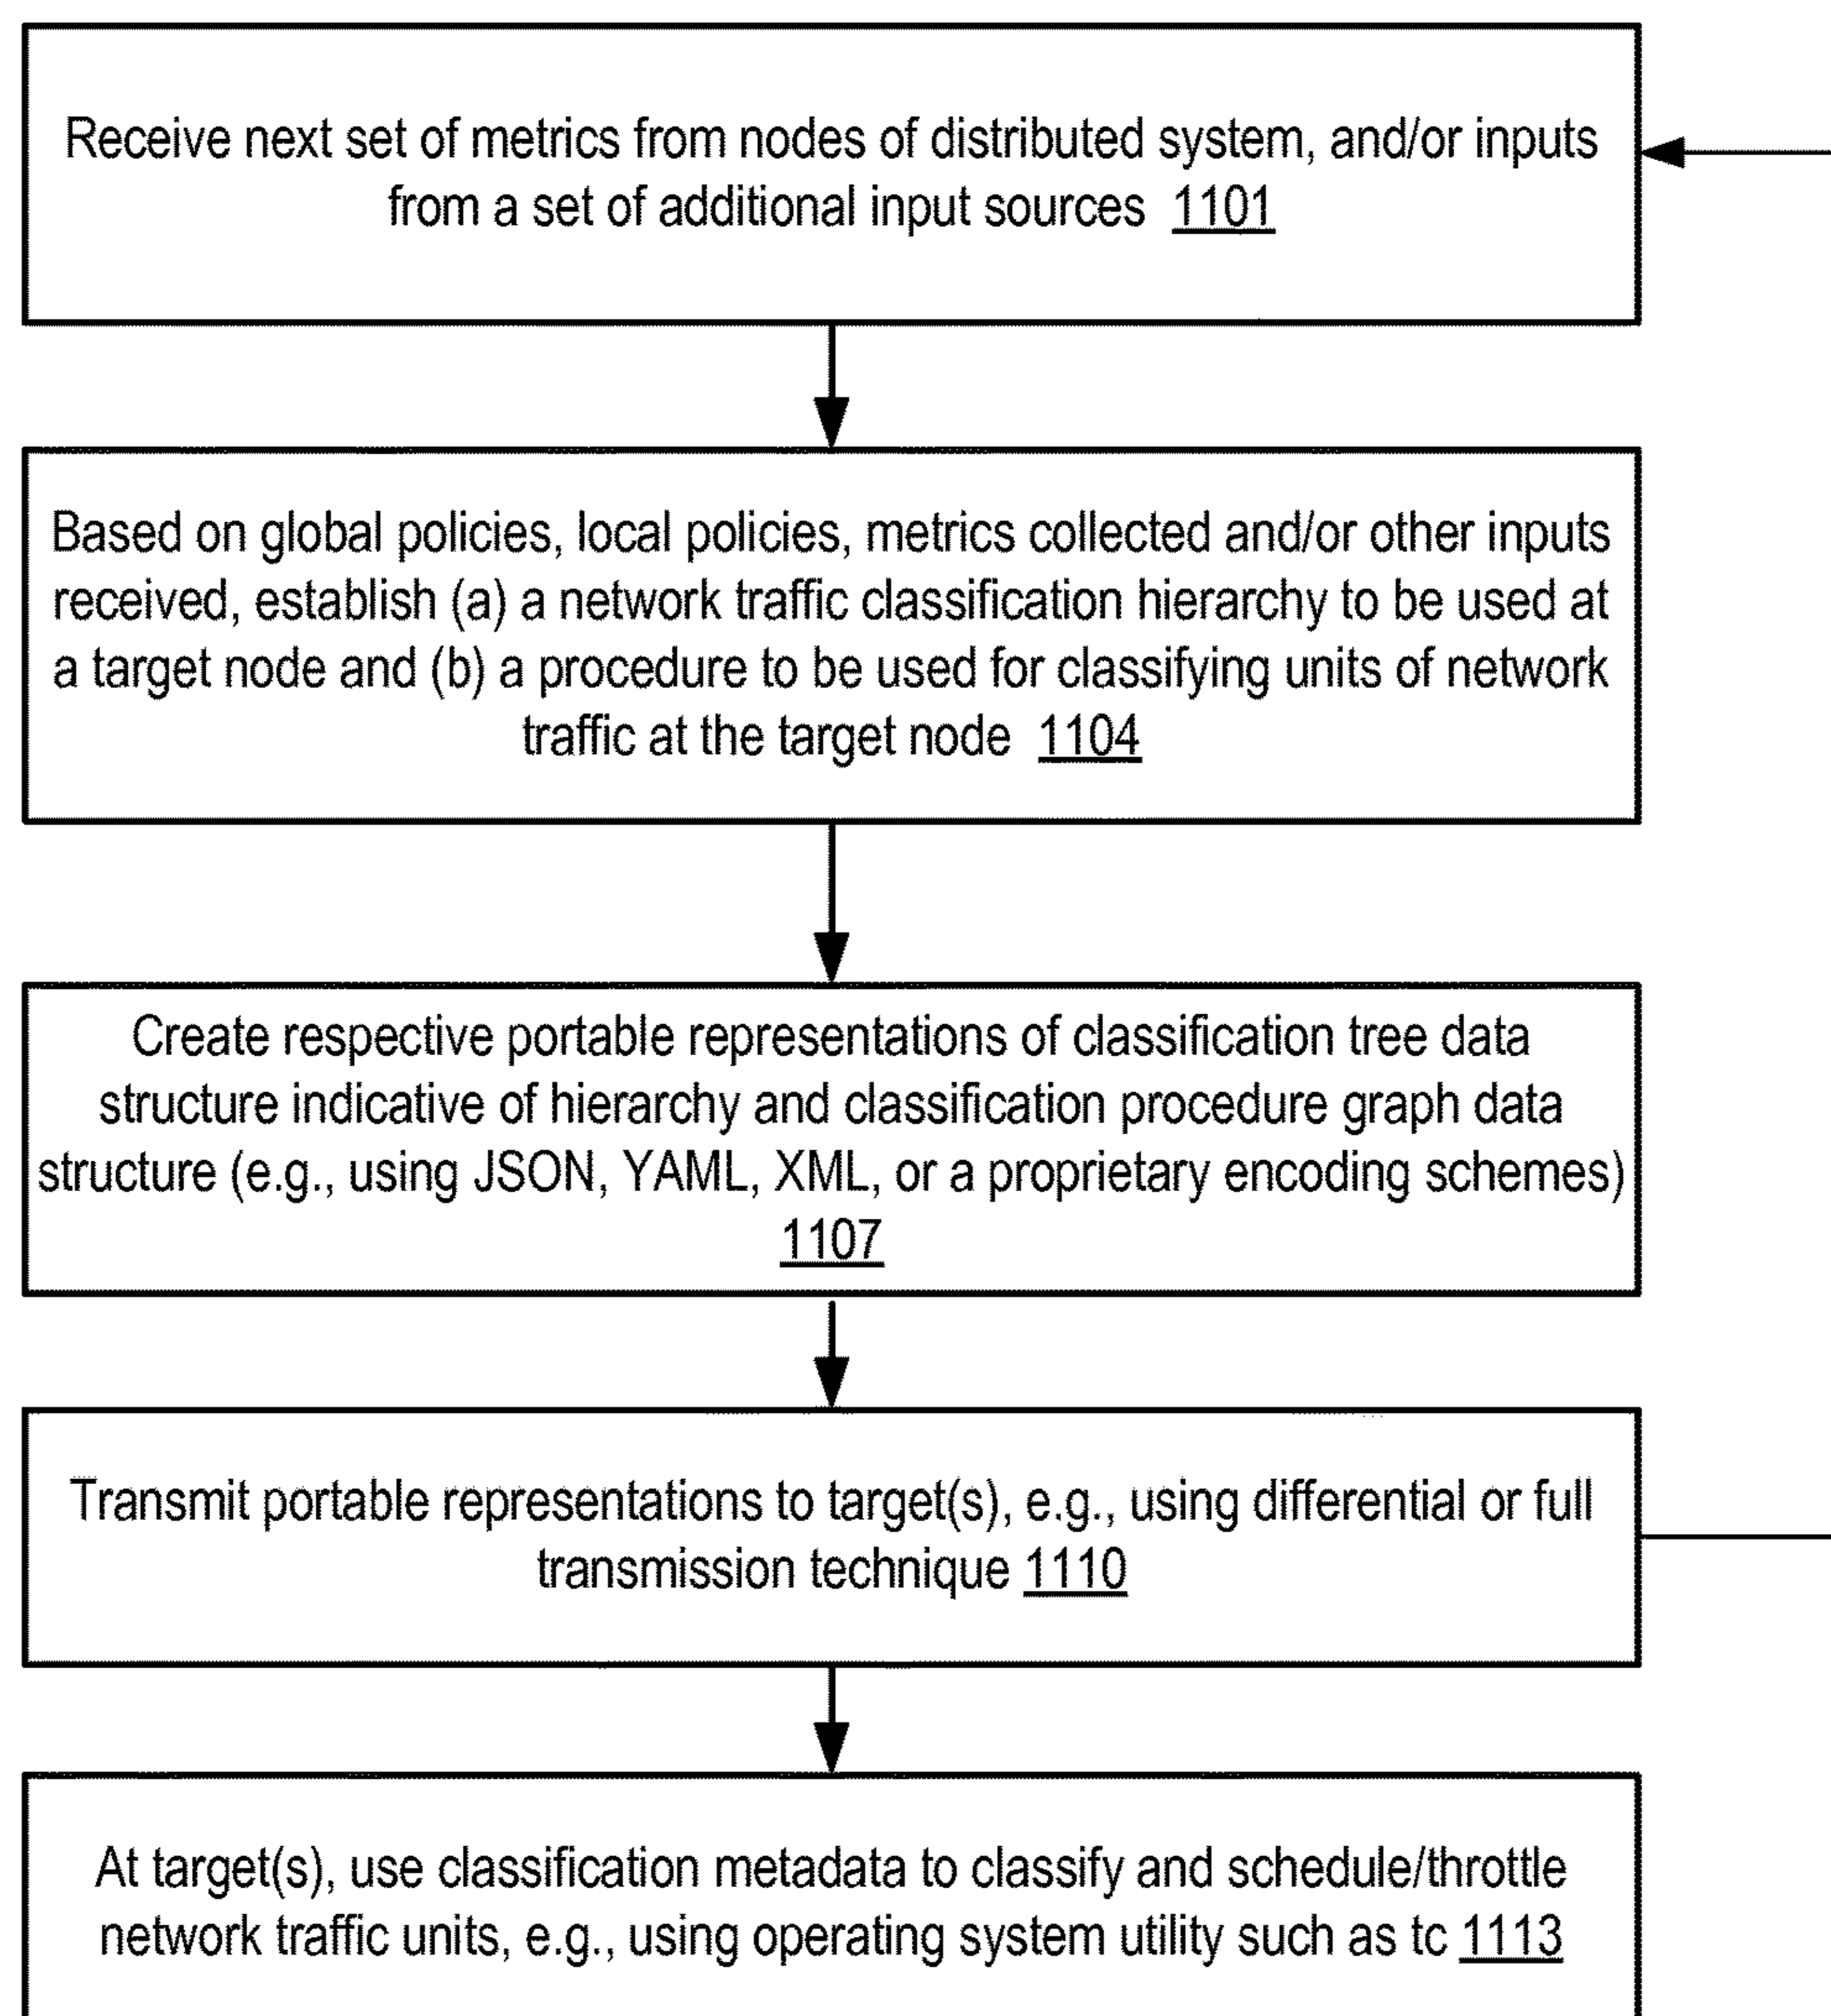 Receive next set of metrics from nodes of distributed system, and/or inputs
from a set of additional input sources 1101
Based on global policies, local policies, metrics collected and/or other inputs
received, establish (a) a network traffic classification hierarchy to be used at
a target node and (b) a procedure to be used for classifying units of network
traffic at the target node 1104
Create respective portable representations of classification tree data
structure indicative of hierarchy and classification procedure graph data
structure (e.g., using JSON, YAML, XML, or a proprietary encoding schemes)
1107
Transmit portable representations to target(s), e.g., using differential or full
transmission technique 1110
At target(s), use classification metadata to classify and schedule/throttle
network traffic units, e.g., using operating system utility such as tc 1113